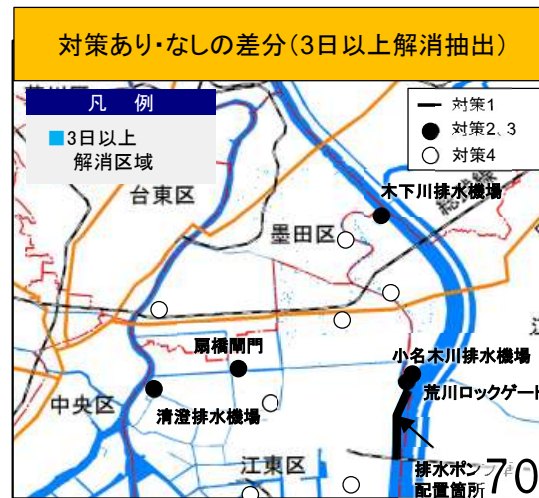 対策あり・なしの差分(3日以上解消抽出)
凡 例
■3日以上
解消区域
対策1
対策2、3
対策4
台東区
墨田区
木下川排水機場
総武線
扇橋閘門
小名木川排水機場
荒川ロックゲート
中央区
清澄排水機場
江東区
排水ポンプ
配置箇所
70